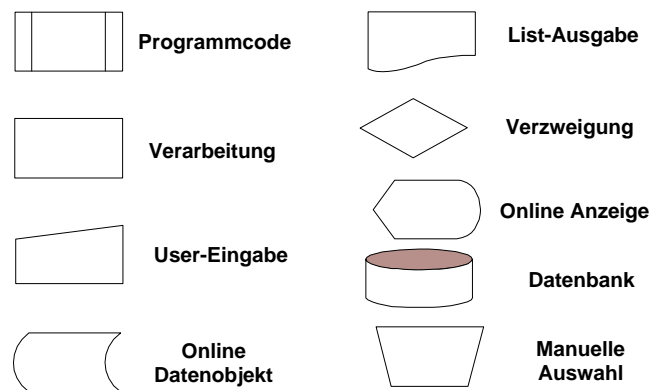 Programmcode
List-Ausgabe
Verarbeitung
Verzweigung
User-Eingabe
Online Anzeige
Datenbank
Online
Datenobjekt
Manuelle
Auswahl